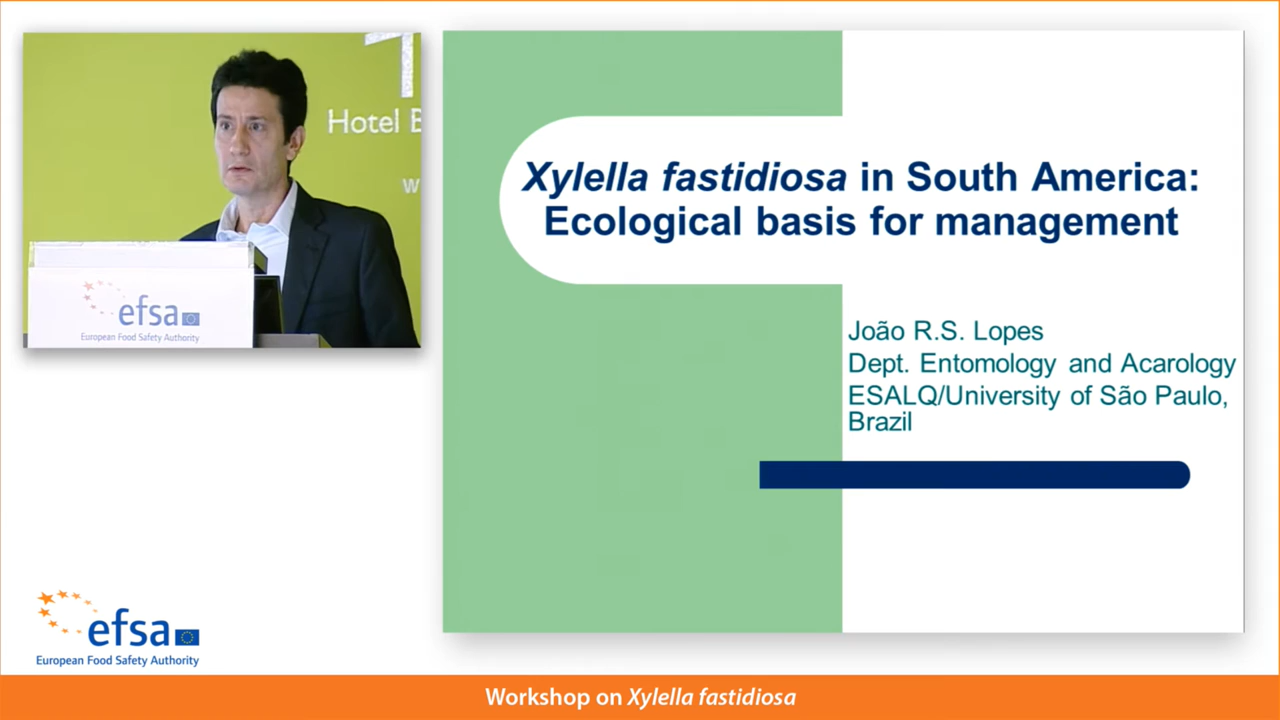 Hotel
efsa
European Food Safety Authority
Xylella fastidiosa in South America:
Ecological basis for management
João R.S. Lopes
Dept. Entomology and Acarology
ESALQ/University of São Paulo,
Brazil
efsa
European Food Safety Authority
Workshop on Xylella fastidiosa